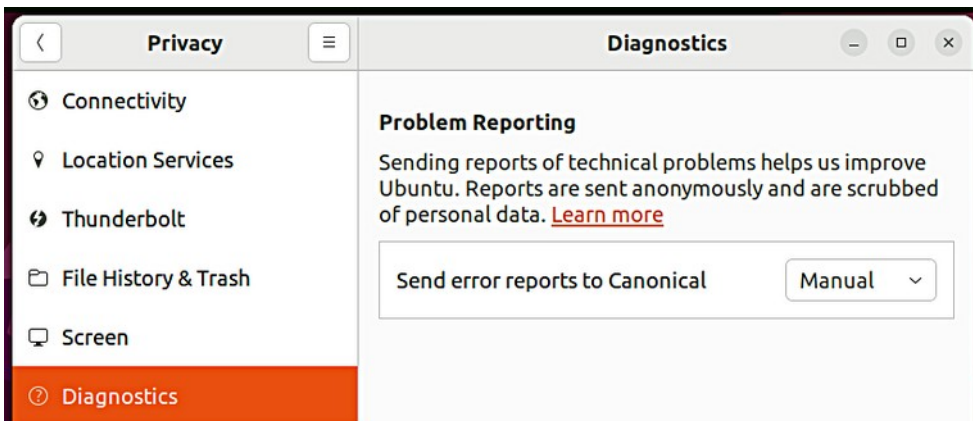 Privacy
Connectivity
Location Services
Thunderbolt
File History & Trash
Screen
Diagnostics
Diagnostics
Problem Reporting
Sending reports of technical problems helps us improve
Ubuntu. Reports are sent anonymously and are scrubbed
of personal data. Learn more
Send error reports to Canonical
Manual